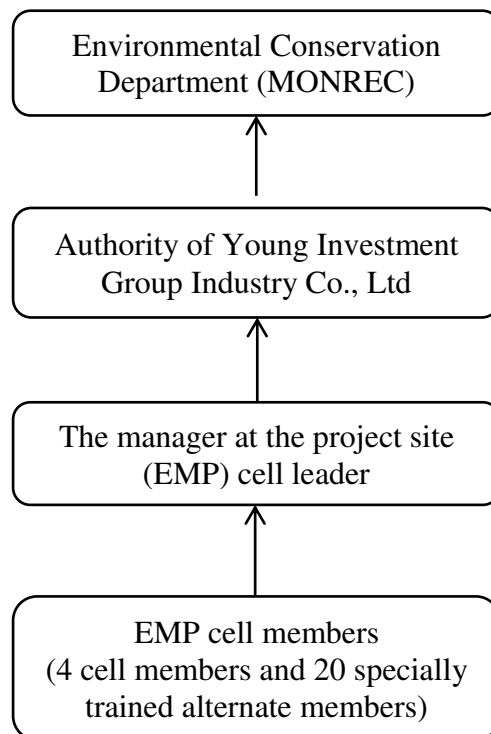 Environmental Conservation
Department (MONREC)
Authority of Young Investment
Group Industry Co., Ltd
The manager at the project site
(EMP) cell leader
EMP cell members
(4 cell members and 20 specially
trained alternate members)